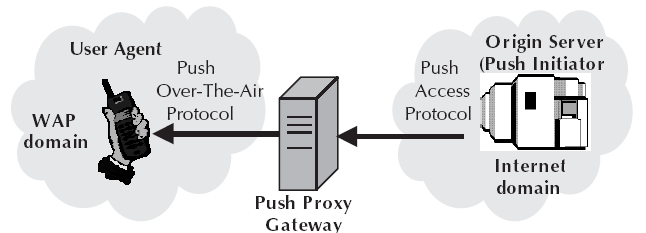 User Agent
WAP
domain
Push
Over-The-Air
Protocol
Push Proxy
Gateway
Push
Access
Protocol
Origin Server
(Push Initiator
Internet
domain